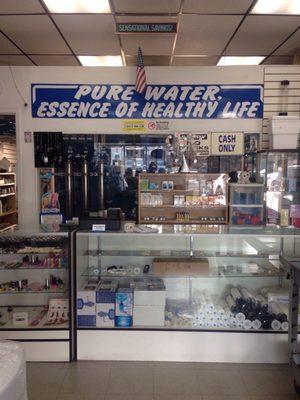 SENSATIONAL SAVINGS!
PURE WATER,
ESSENCE OF HEALTHY LIFE
CASH
ONLY